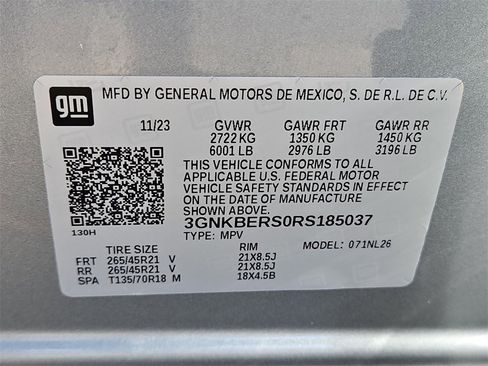 gm
MFD BY GENERAL MOTORS DE MEXICO, S. DE R.L. DE C.V.
11/23 GVWR GAWR FRT GAWR RR
2722 KG 1350 KG 1450 KG
6001 LB 2976 LB 3196 LB
THIS VEHICLE CONFORMS TO ALL
APPLICABLE U.S. FEDERAL MOTOR
VEHICLE SAFETY STANDARDS IN EFFECT
ON THE DATE OF MANUFACTURE
SHOWN ABOVE.
3GNKBERS0RS185037
130H
TYPE: MPV MODEL: 071NL26
TIRE SIZE RIM
FRT 265/45R21 V 21X8.5J
RR 265/45R21 V 21X8.5J
SPA T135/70R18 M 18X4.5B